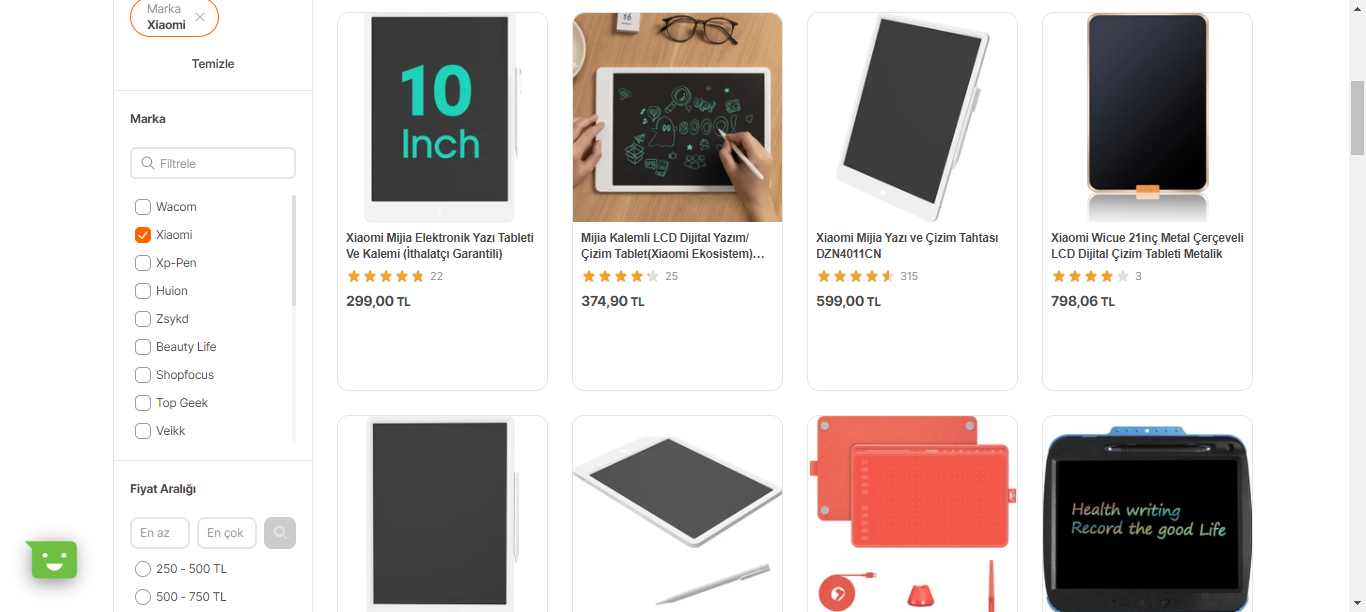 Marka
Xiaomi
Temizle
Marka
Filtrele
Wacom
Xiaomi
Xp-Pen
Huion
Zsykd
Beauty Life
Shopfocus
Top Geek
Veikk
Fiyat Aralığı
En az
En çok
250 - 500 TL
500 - 750 TL
10
Inch
Xiaomi Mijia Elektronik Yazı Tableti
Ve Kalemi (İthalatçı Garantili)
22
299,00 TL
16
BOOO!
Mijia Kalemli LCD Dijital Yazım/
Çizim Tablet(Xiaomi Ekosistem)...
25
374,90 TL
Xiaomi Mijia Yazı ve Çizim Tahtası
DZN4011CN
315
599,00 TL
Xiaomi Wicue 21inç Metal Çerçeveli
LCD Dijital Çizim Tableti Metalik
3
798,06 TL
Health writing
Record the good Life